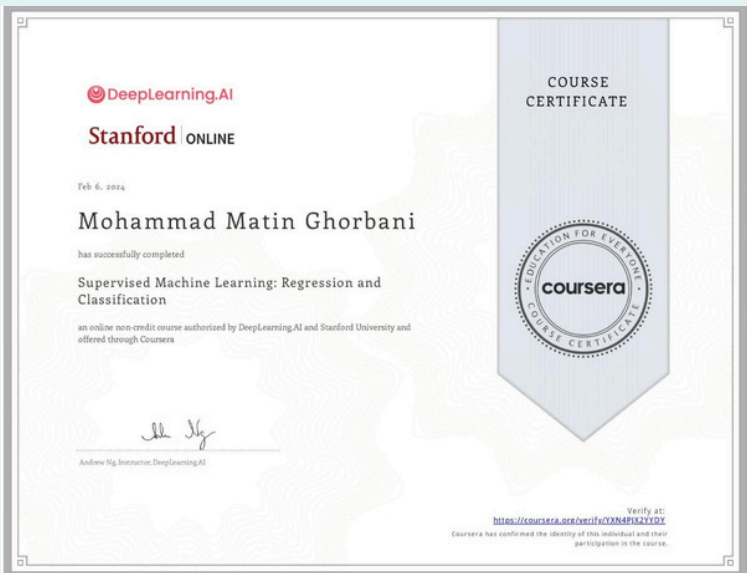 DeepLearning.AI
Stanford ONLINE
Feb 6, 2024
Mohammad Matin Ghorbani
has successfully completed
Supervised Machine Learning: Regression and
Classification
an online non-credit course authorized by DeepLearning.AI and Stanford University and
offered through Coursera
Andrew Ng, Instructor, DeepLearning.AI
COURSE
CERTIFICATE
EDUCATION FOR EVERYONE
coursera
COURSE CERTIFICATE
Verify at:
https://coursera.org/verify/YXN4PJX2YYDY
Coursera has confirmed the identity of this individual and their
participation in the course.